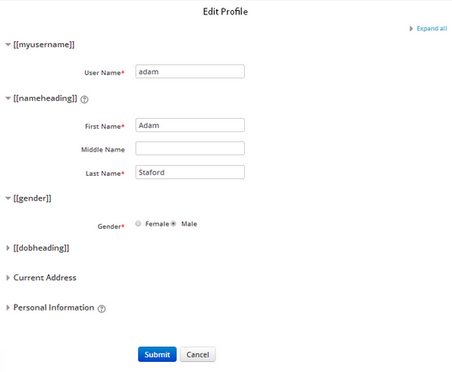 Edit Profile
Expand all
[[myusername]]
User Name* adam
[[nameheading]]
First Name* Adam
Middle Name
Last Name* Staford
[[gender]]
Gender* Female Male
[[dobheading]]
Current Address
Personal Information
Submit Cancel